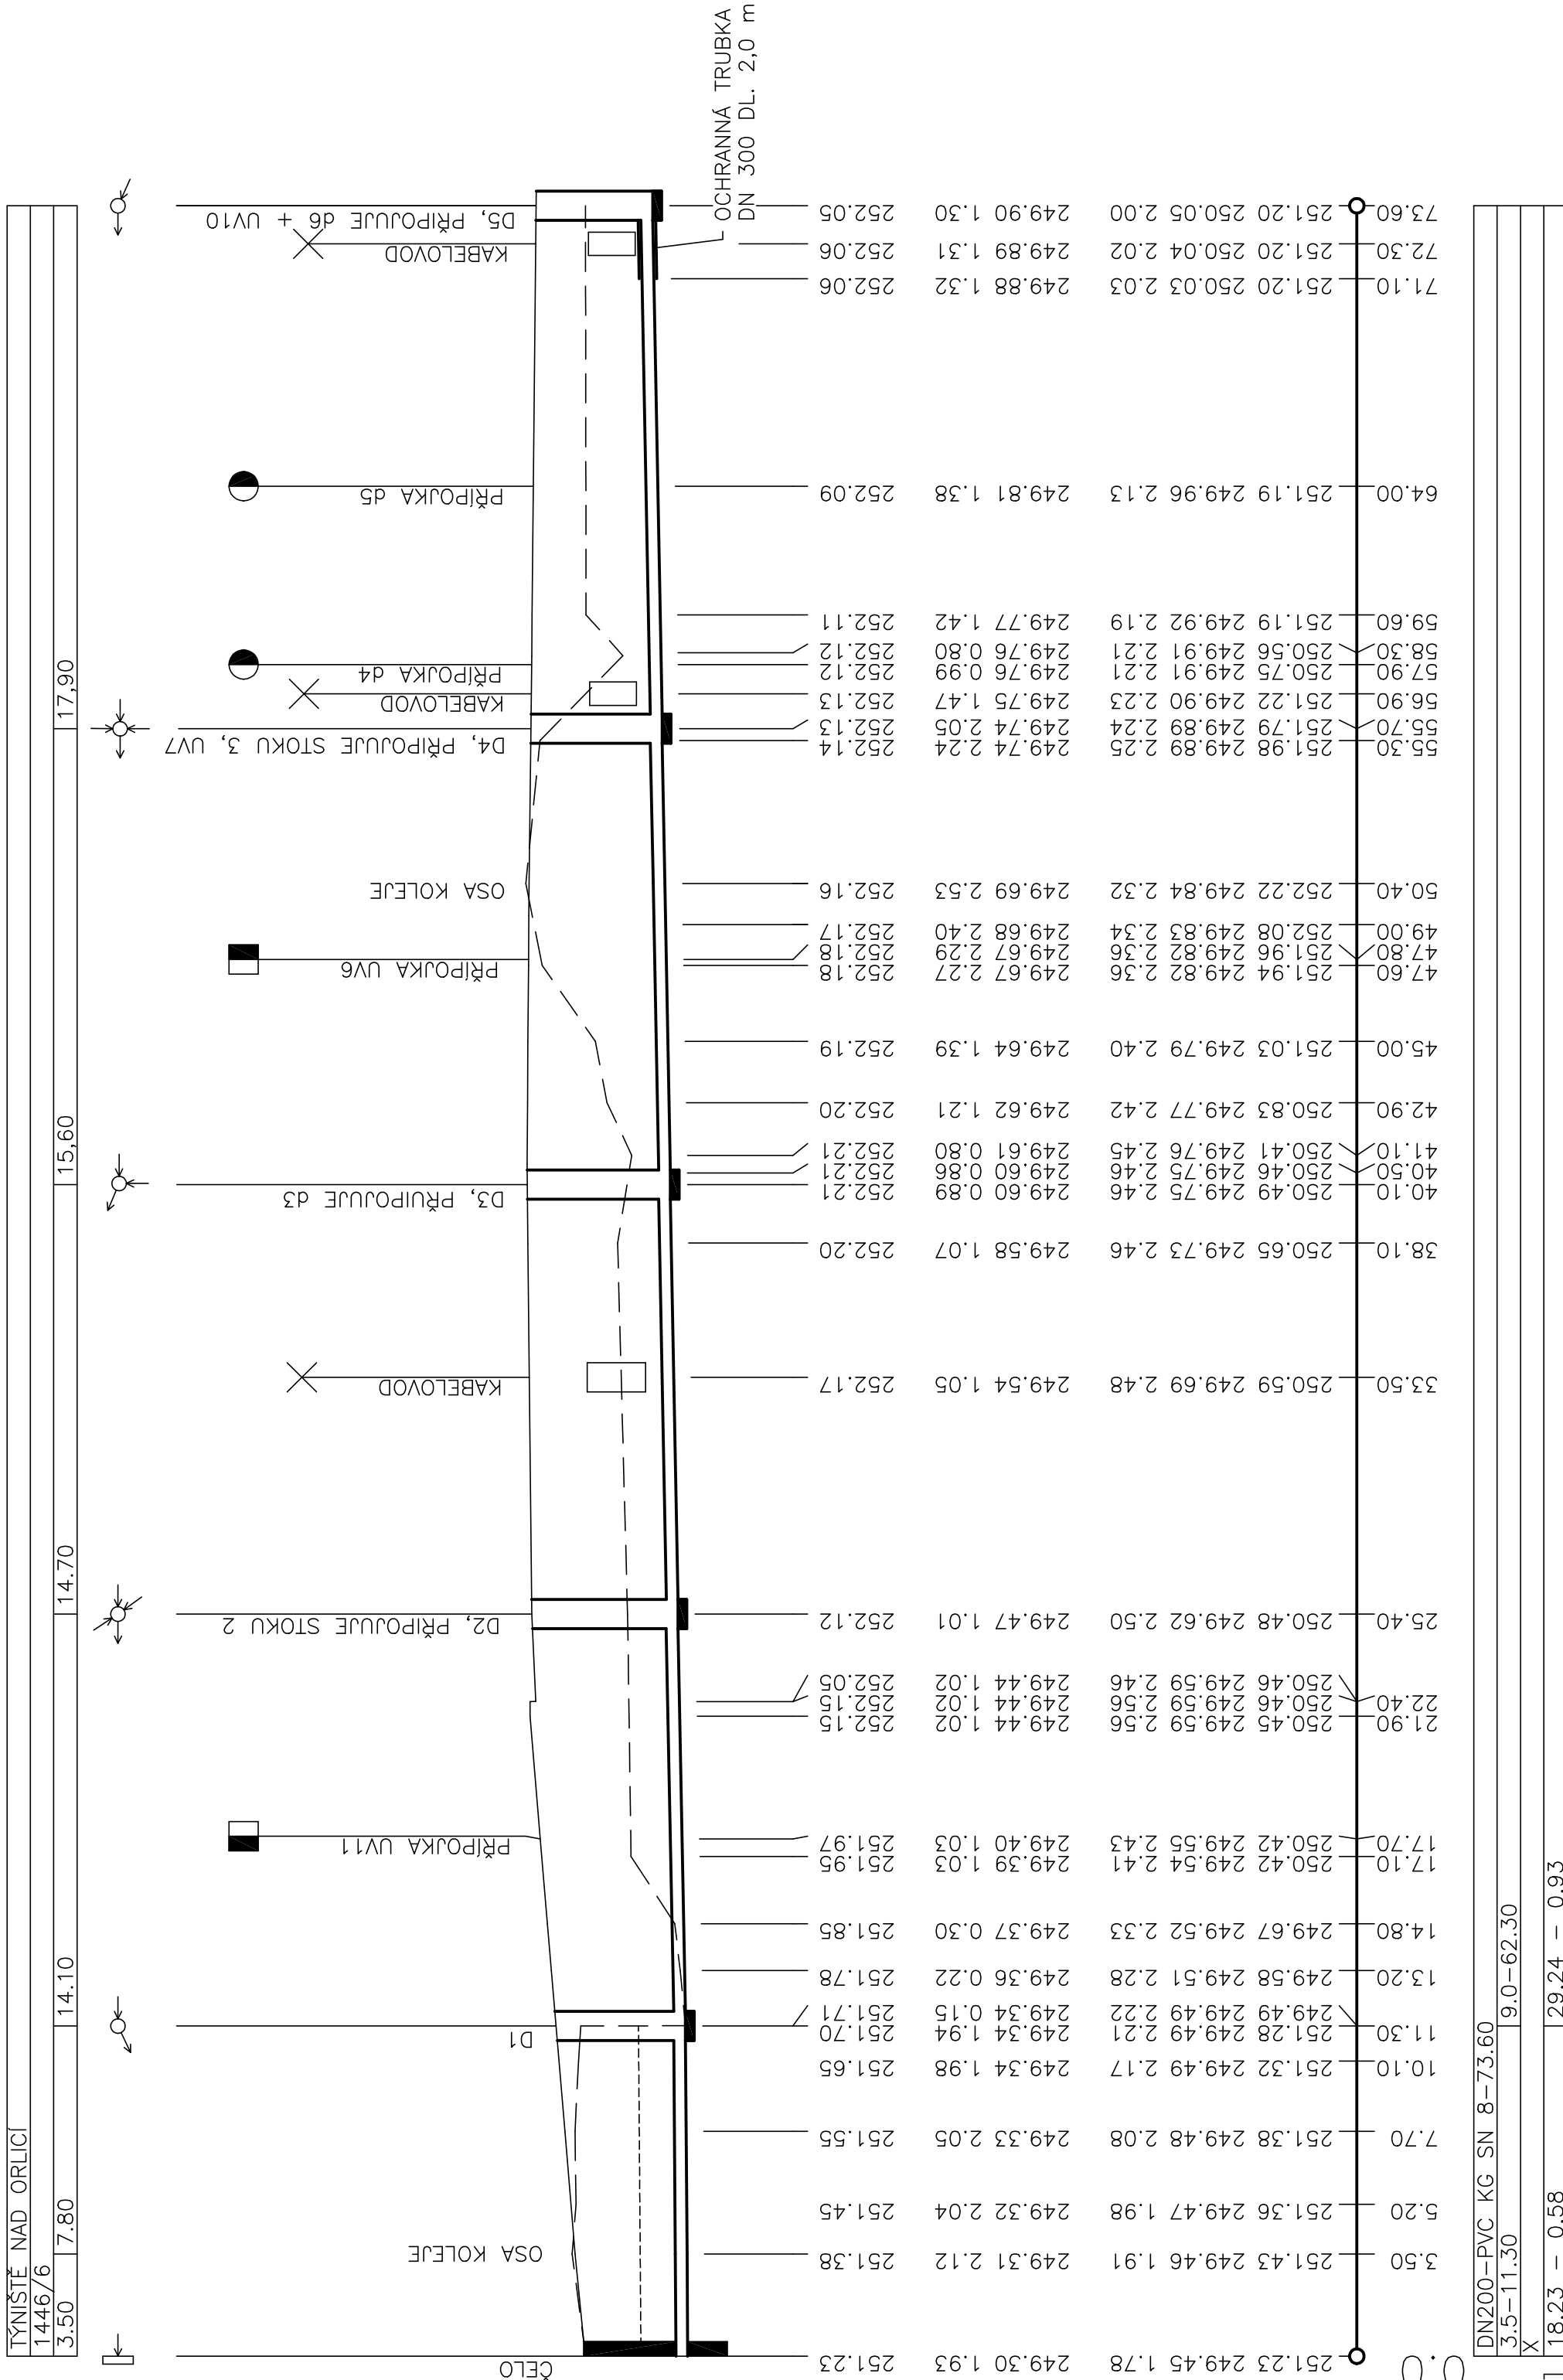 TÝNIŠTĚ NAD ORLICÍ
1446/6
3.50
7.80
14.10
14.70
15,60
17,90
OCHRANNÁ TRUBKA
DN 300 DL. 2,0 m
D5, PŘIPOJUJE d6 + UV10
KABELOVOD
PŘÍPOJKA d5
PŘÍPOJKA d4
KABELOVOD
D4, PŘIPOJUJE STOKU 3, UV7
OSA KOLEJE
PŘÍPOJKA UV6
D3, PŘUIPOJUJE d3
KABELOVOD
D2, PŘIPOJUJE STOKU 2
PŘÍPOJKA UV11
D1
OSA KOLEJE
ČELO
73.60 251.20 250.05 2.00 249.90 1.30 252.05
72.30 251.20 250.04 2.02 249.89 1.31 252.06
71.10 251.20 250.03 2.03 249.88 1.32 252.06
64.00 251.19 249.96 2.13 249.81 1.38 252.09
59.60 251.19 249.92 2.19 249.77 1.42 252.11
58.30 250.56 249.91 2.21 249.76 0.80 252.12
57.90 250.75 249.91 2.21 249.76 0.99 252.12
56.90 251.22 249.90 2.23 249.75 1.47 252.13
55.70 251.79 249.89 2.24 249.74 2.05 252.13
55.30 251.98 249.89 2.25 249.74 2.24 252.14
50.40 252.22 249.84 2.32 249.69 2.53 252.16
49.00 252.08 249.83 2.34 249.68 2.40 252.17
47.80 251.96 249.82 2.36 249.67 2.29 252.18
47.60 251.94 249.82 2.36 249.67 2.27 252.18
45.00 251.03 249.79 2.40 249.64 1.39 252.19
42.90 250.83 249.77 2.42 249.62 1.21 252.20
41.10 250.41 249.76 2.45 249.61 0.80 252.21
40.50 250.46 249.75 2.46 249.60 0.86 252.21
40.10 250.49 249.75 2.46 249.60 0.89 252.21
38.10 250.65 249.73 2.46 249.58 1.07 252.20
33.50 250.59 249.69 2.48 249.54 1.05 252.17
25.40 250.48 249.62 2.50 249.47 1.01 252.12
250.46 249.59 2.46 249.44 1.02 252.05
22.40 250.46 249.59 2.56 249.44 1.02 252.15
21.90 250.45 249.59 2.56 249.44 1.02 252.15
17.70 250.42 249.55 2.43 249.40 1.03 251.97
17.10 250.42 249.54 2.41 249.39 1.03 251.95
14.80 249.67 249.52 2.33 249.37 0.30 251.85
13.20 249.58 249.51 2.28 249.36 0.22 251.78
249.49 249.49 2.22 249.34 0.15 251.71
11.30 251.28 249.49 2.21 249.34 1.94 251.70
10.10 251.32 249.49 2.17 249.34 1.98 251.65
7.70 251.38 249.48 2.08 249.33 2.05 251.55
5.20 251.36 249.47 1.98 249.32 2.04 251.45
3.50 251.43 249.46 1.91 249.31 2.12 251.38
251.23 249.45 1.78 249.30 1.93 251.23
0.0
DN200-PVC KG SN 8-73.60
3.5-11.30
9.0-62.30
X
18.23 - 0.58
29.24 - 0.93